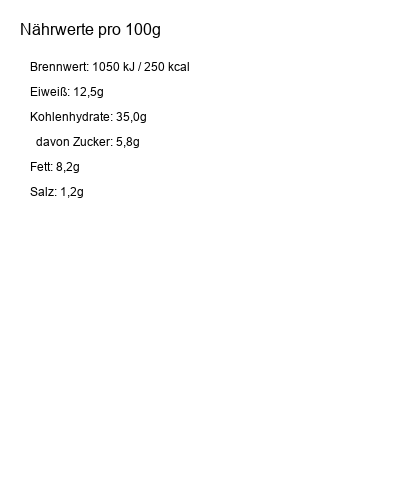 Nährwerte pro 100g
Brennwert: 1050 kJ / 250 kcal
Eiweiß: 12,5g
Kohlenhydrate: 35,0g
davon Zucker: 5,8g
Fett: 8,2g
Salz: 1,2g